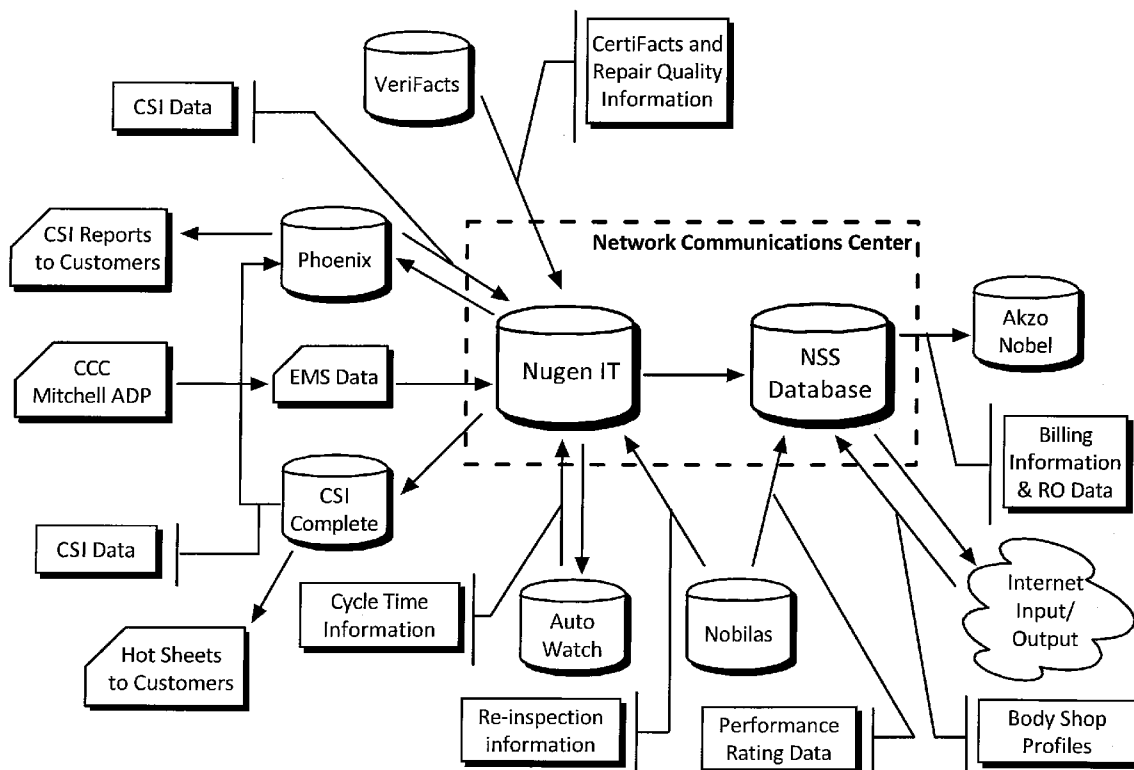 CertiFacts and
Repair Quality
Information
VeriFacts
CSI Data
CSI Reports
to Customers
Phoenix
Network Communications Center
Nugen IT
NSS
Database
Akzo
Nobel
CCC
Mitchell ADP
EMS Data
Billing
Information
& RO Data
CSI
Complete
CSI Data
Cycle Time
Information
Auto
Watch
Nobilas
Internet
Input/
Output
Hot Sheets
to Customers
Re-inspection
information
Performance
Rating Data
Body Shop
Profiles